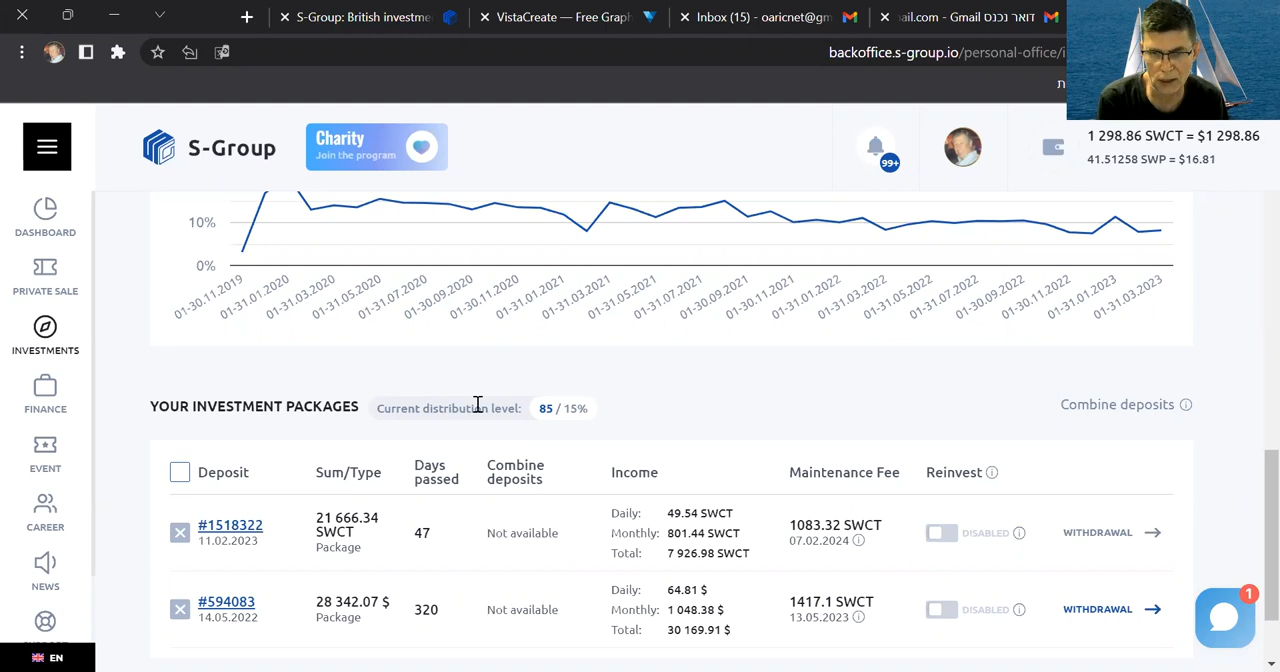 S-Group: British investme
VistaCreate — Free Graph
Inbox (15) – oaricnet@gm
ail.com - Gmail דואר נכנס
backoffice.s-group.io/personal-office/i
ת
S-Group
Charity
Join the program
99+
1 298.86 SWCT = $1 298.86
41.51258 SWP = $16.81
DASHBOARD
PRIVATE SALE
INVESTMENTS
FINANCE
EVENT
CAREER
NEWS
EN
10%
0%
01-30.11.2019
01-31.01.2020
01-31.03.2020
01-31.05.2020
01-31.07.2020
01-30.09.2020
01-30.11.2020
01-31.01.2021
01-31.03.2021
01-31.05.2021
01-31.07.2021
01-30.09.2021
01-30.11.2021
01-31.01.2022
01-31.03.2022
01-31.05.2022
01-31.07.2022
01-30.09.2022
01-30.11.2022
01-31.01.2023
01-31.03.2023
YOUR INVESTMENT PACKAGES
Current distribution level: 85 / 15%
Combine deposits
Deposit
Sum/Type
Days
passed
Combine
deposits
Income
Maintenance Fee
Reinvest
#1518322
11.02.2023
21 666.34
SWCT
Package
47
Not available
Daily: 49.54 SWCT
Monthly: 801.44 SWCT
Total: 7 926.98 SWCT
1083.32 SWCT
07.02.2024
DISABLED
WITHDRAWAL
#594083
14.05.2022
28 342.07 $
Package
320
Not available
Daily: 64.81 $
Monthly: 1 048.38 $
Total: 30 169.91 $
1417.1 SWCT
13.05.2023
DISABLED
WITHDRAWAL
1